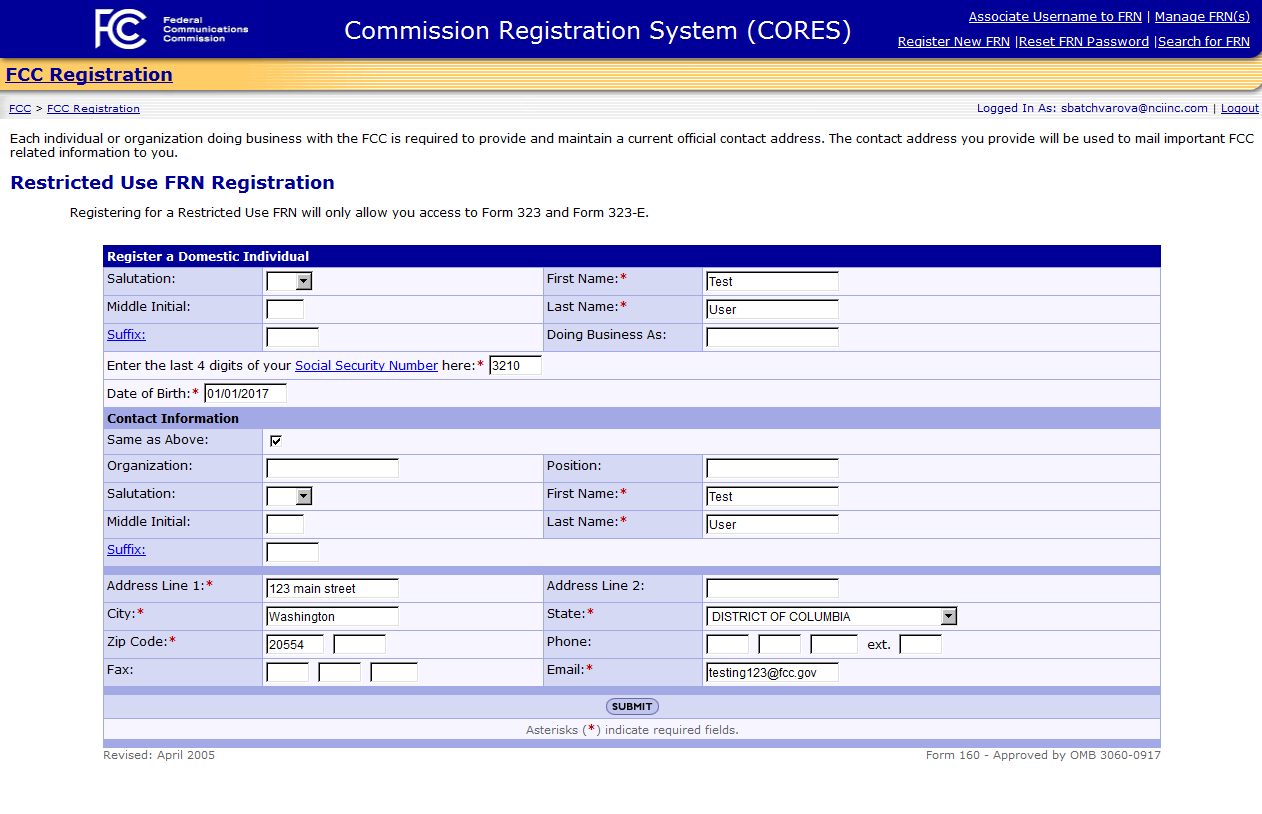 FCC Federal Communications Commission
Commission Registration System (CORES)
Associate Username to FRN | Manage FRN(s)
Register New FRN |Reset FRN Password |Search for FRN
FCC Registration
FCC > FCC Registration
Logged In As: sbatchvarova@nciinc.com | Logout
Each individual or organization doing business with the FCC is required to provide and maintain a current official contact address. The contact address you provide will be used to mail important FCC
related information to you.
Restricted Use FRN Registration
Registering for a Restricted Use FRN will only allow you access to Form 323 and Form 323-E.
Register a Domestic Individual
Salutation: First Name:* Test
Middle Initial: Last Name:* User
Suffix: Doing Business As:
Enter the last 4 digits of your Social Security Number here:* 3210
Date of Birth:* 01/01/2017
Contact Information
Same as Above:
Organization: Position:
Salutation: First Name:* Test
Middle Initial: Last Name:* User
Suffix:
Address Line 1:* 123 main street Address Line 2:
City:* Washington State:* DISTRICT OF COLUMBIA
Zip Code:* 20554 Phone: ext.
Fax: Email:* testing123@fcc.gov
SUBMIT
Asterisks (*) indicate required fields.
Revised: April 2005 Form 160 - Approved by OMB 3060-0917